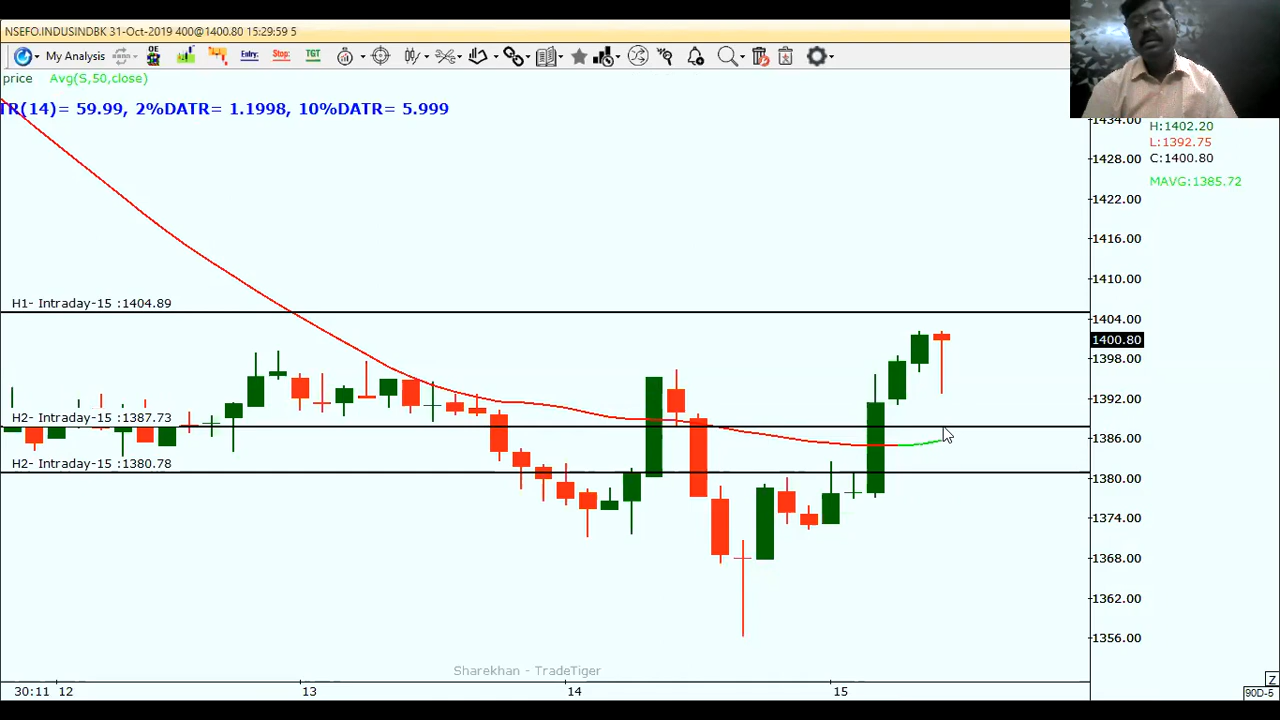 NSEFO.INDUSINDBK 31-Oct-2019 400@1400.80 15:29:59 5
My Analysis OE Entry: Stop: TGT
price Avg(S,50,close)
TR(14)= 59.99, 2%DATR= 1.1998, 10%DATR= 5.999
1434.00
H:1402.20
L:1392.75
1428.00
C:1400.80
MAVG:1385.72
1422.00
1416.00
1410.00
H1- Intraday-15 :1404.89
1404.00
1400.80
1398.00
1392.00
H2- Intraday-15 :1387.73
1386.00
H2- Intraday-15 :1380.78
1380.00
1374.00
1368.00
1362.00
1356.00
Sharekhan - TradeTiger
Z
30:11 12 13 14 15
90D-5